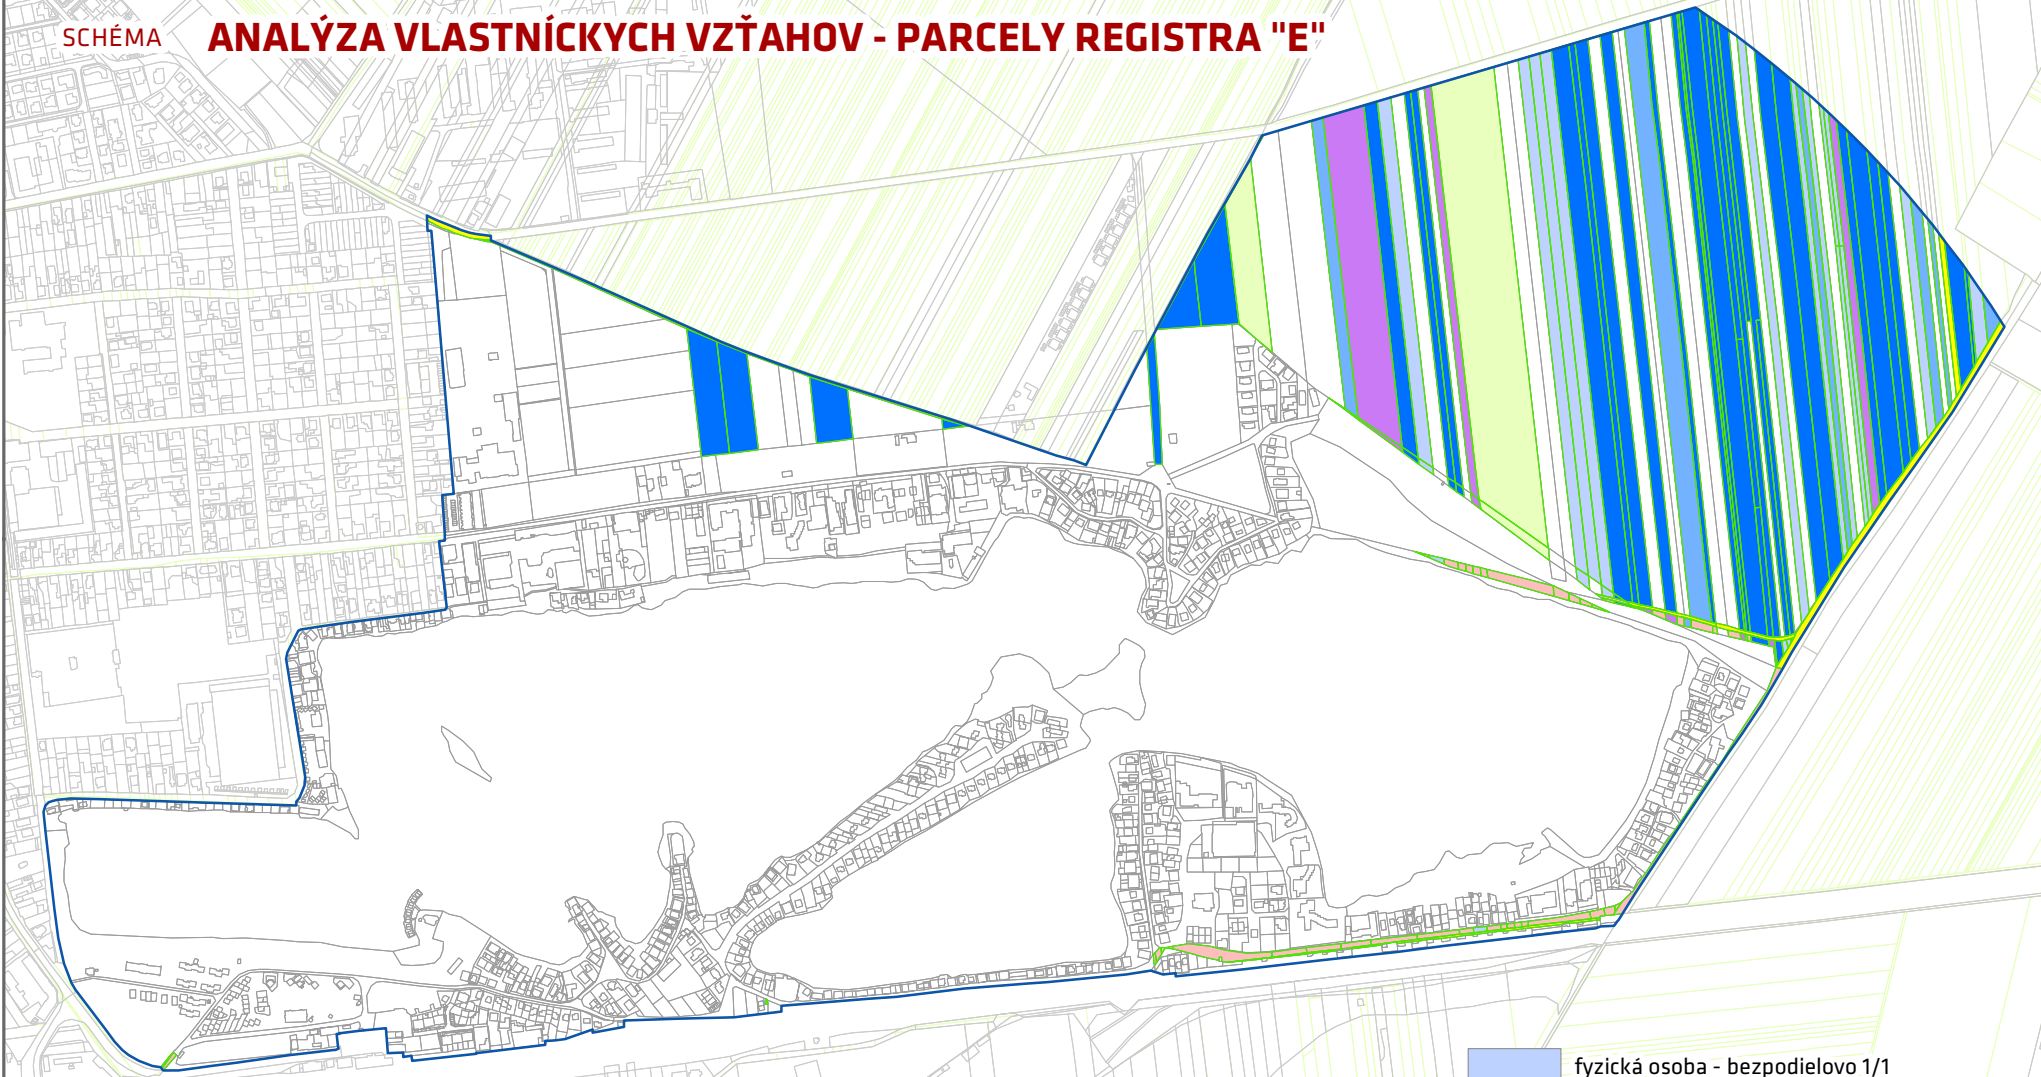 SCHÉMA ANALÝZA VLASTNÍCKYCH VZŤAHOV - PARCELY REGISTRA "E"
fyzická osoba - bezpodielovo 1/1